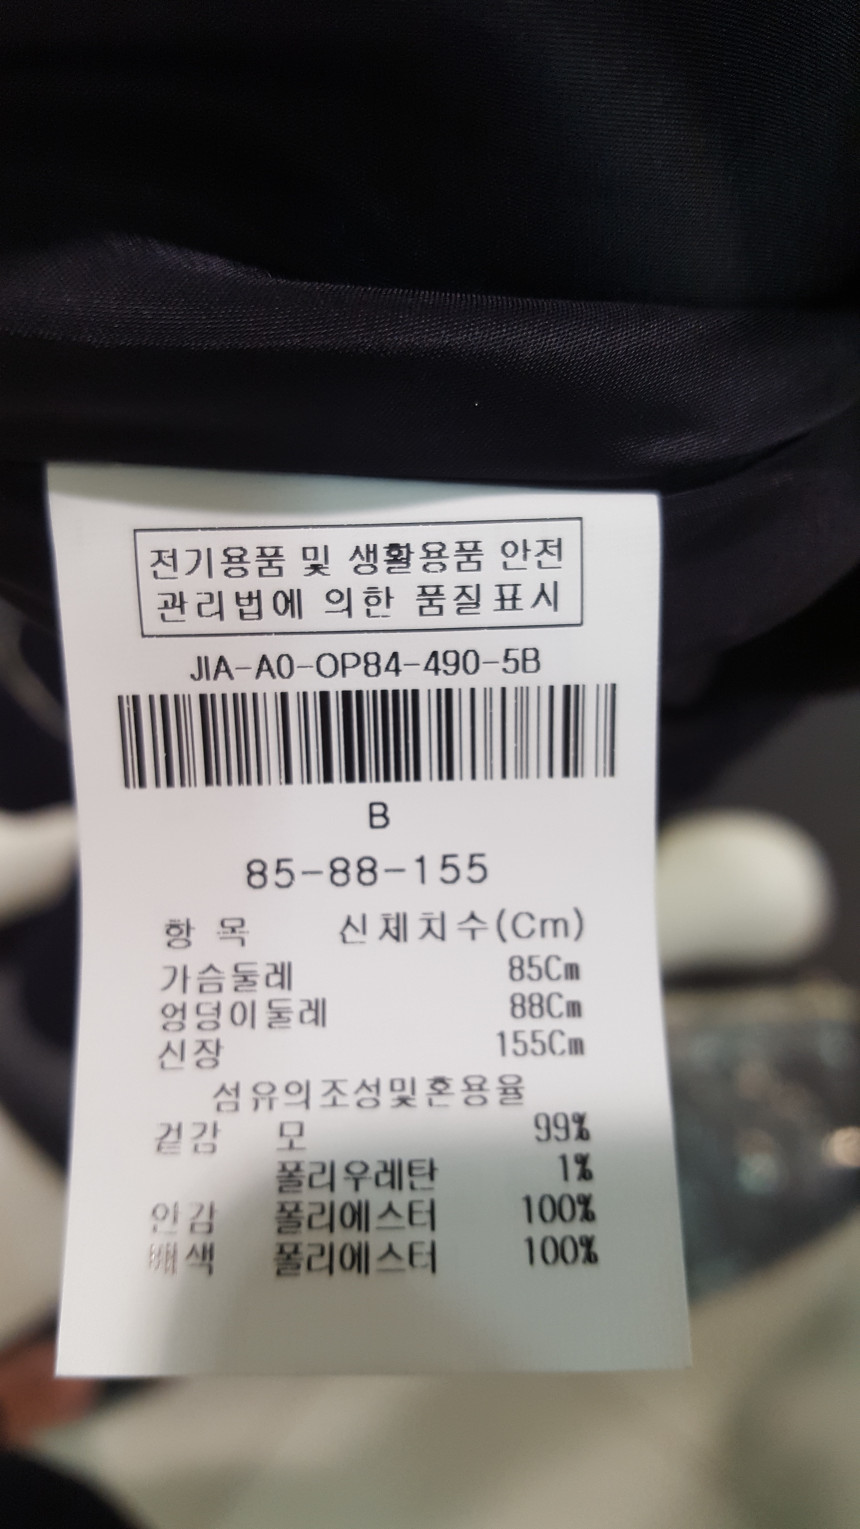 전기용품 및 생활용품 안전
관리법에 의한 품질표시
JIA-A0-OP84-490-5B
B
85-88-155
항 목 신체치수(Cm)
가슴둘레 85Cm
엉덩이둘레 88Cm
신장 155Cm
섬유의조성및혼용율
겉감 모 99%
폴리우레탄 1%
안감 폴리에스터 100%
배색 폴리에스터 100%